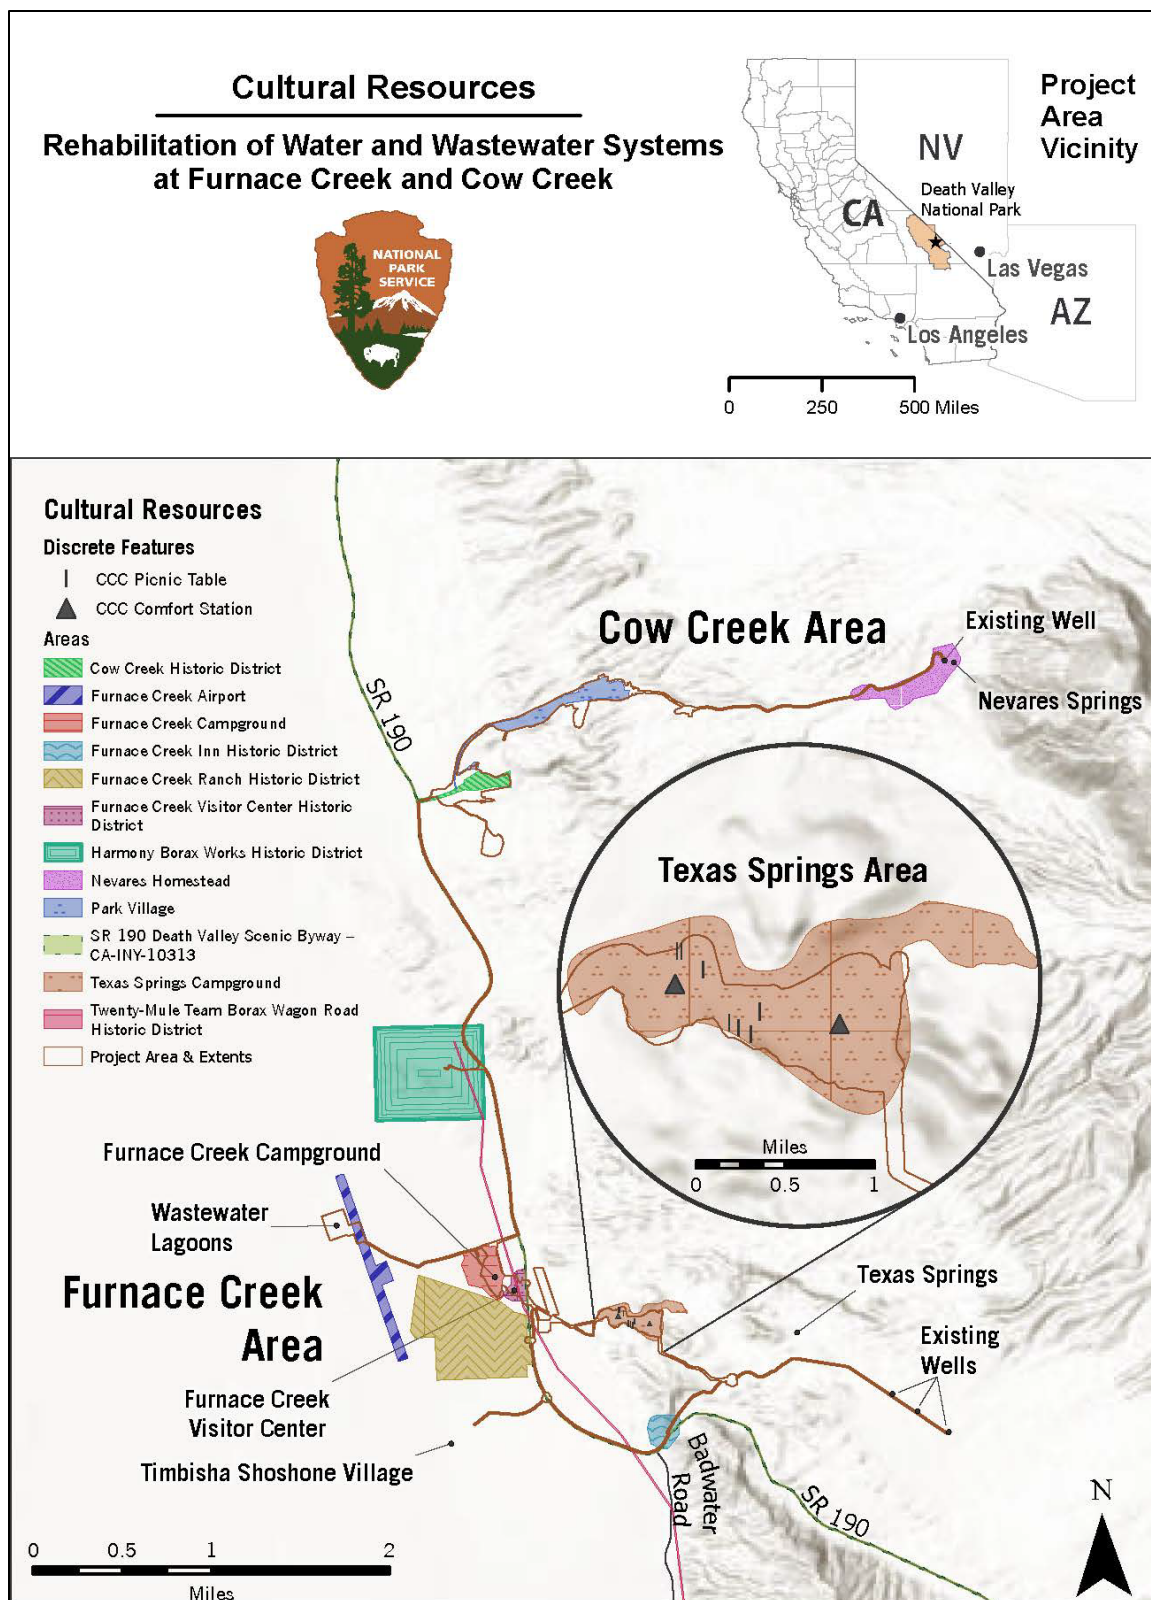 Cultural Resources
Rehabilitation of Water and Wastewater Systems
at Furnace Creek and Cow Creek
NATIONAL
PARK
SERVICE
Project
Area
Vicinity
NV
Death Valley
National Park
CA
Las Vegas
AZ
Los Angeles
0 250 500 Miles
Cultural Resources
Discrete Features
CCC Picnic Table
CCC Comfort Station
Areas
Cow Creek Historic District
Furnace Creek Airport
Furnace Creek Campground
Furnace Creek Inn Historic District
Furnace Creek Ranch Historic District
Furnace Creek Visitor Center Historic
District
Harmony Borax Works Historic District
Nevares Homestead
Park Village
SR 190 Death Valley Scenic Byway –
CA-INY-10313
Texas Springs Campground
Twenty-Mule Team Borax Wagon Road
Historic District
Project Area & Extents
SR 190
Cow Creek Area
Existing Well
Nevares Springs
Texas Springs Area
Miles
0 0.5 1
Furnace Creek Campground
Wastewater
Lagoons
Furnace Creek
Area
Texas Springs
Existing
Wells
Furnace Creek
Visitor Center
Timbisha Shoshone Village
Badwater
Road
SR 190
N
0 0.5 1 2
Miles